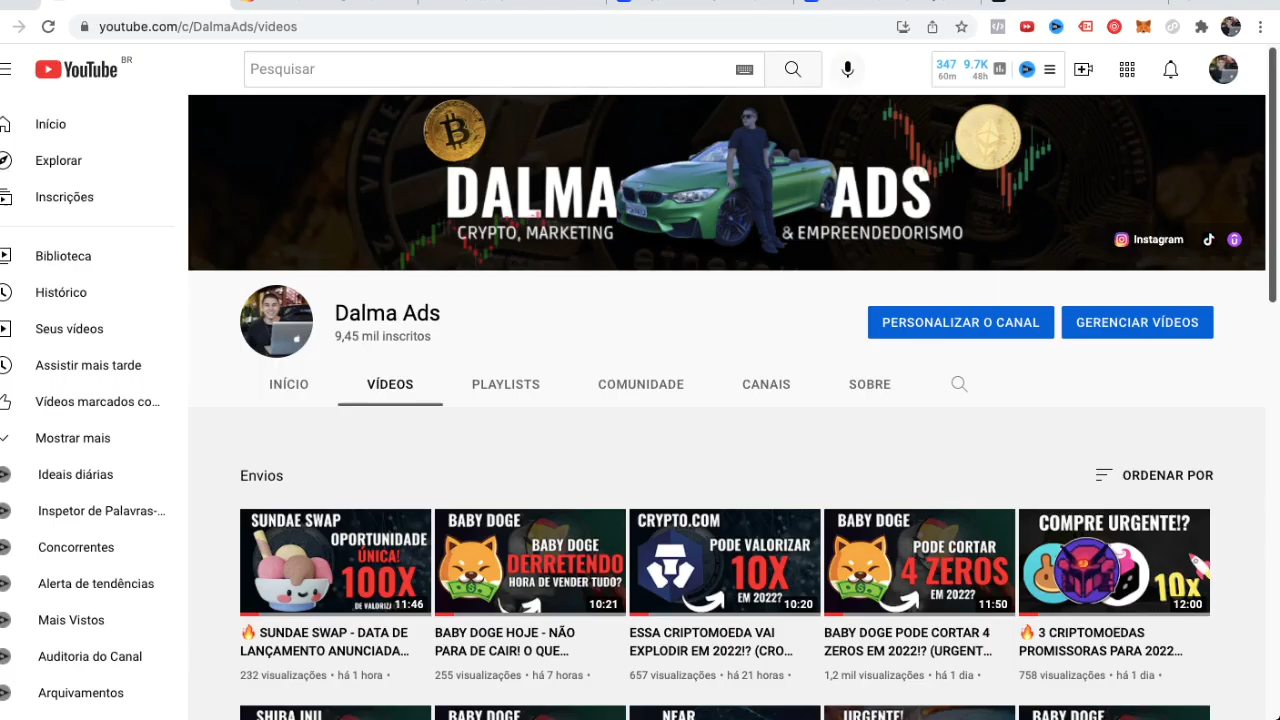 youtube.com/c/DalmaAds/videos
YouTube BR
Pesquisar
347 9.7K
60m 48h
Início
Explorar
Inscrições
Biblioteca
Histórico
Seus vídeos
Assistir mais tarde
Vídeos marcados co...
Mostrar mais
Ideais diárias
Inspetor de Palavras-...
Concorrentes
Alerta de tendências
Mais Vistos
Auditoria do Canal
Arquivamentos
DALMA ADS
CRYPTO, MARKETING & EMPREENDEDORISMO
Instagram
Dalma Ads
9,45 mil inscritos
PERSONALIZAR O CANAL
GERENCIAR VÍDEOS
INÍCIO VÍDEOS PLAYLISTS COMUNIDADE CANAIS SOBRE
Envios
ORDENAR POR
SUNDAE SWAP
OPORTUNIDADE
ÚNICA!
100X
11:46
🔥 SUNDAE SWAP - DATA DE
LANÇAMENTO ANUNCIADA...
232 visualizações • há 1 hora •
BABY DOGE
BABY DOGE
DERRETENDO
HORA DE VENDER TUDO?
10:21
BABY DOGE HOJE - NÃO
PARA DE CAIR! O QUE...
255 visualizações • há 7 horas •
CRYPTO.COM
PODE VALORIZAR
10X
EM 2022?
10:20
ESSA CRIPTOMOEDA VAI
EXPLODIR EM 2022!? (CRO...
657 visualizações • há 21 horas •
BABY DOGE
PODE CORTAR
4 ZEROS
EM 2022?
11:50
BABY DOGE PODE CORTAR 4
ZEROS EM 2022!? (URGENT...
1,2 mil visualizações • há 1 dia •
COMPRE URGENTE!?
10x
12:00
🔥 3 CRIPTOMOEDAS
PROMISSORAS PARA 2022...
758 visualizações • há 1 dia •
SHIBA INU
BABY DOGE
NEAR
URGENTE!
BABY DOGE